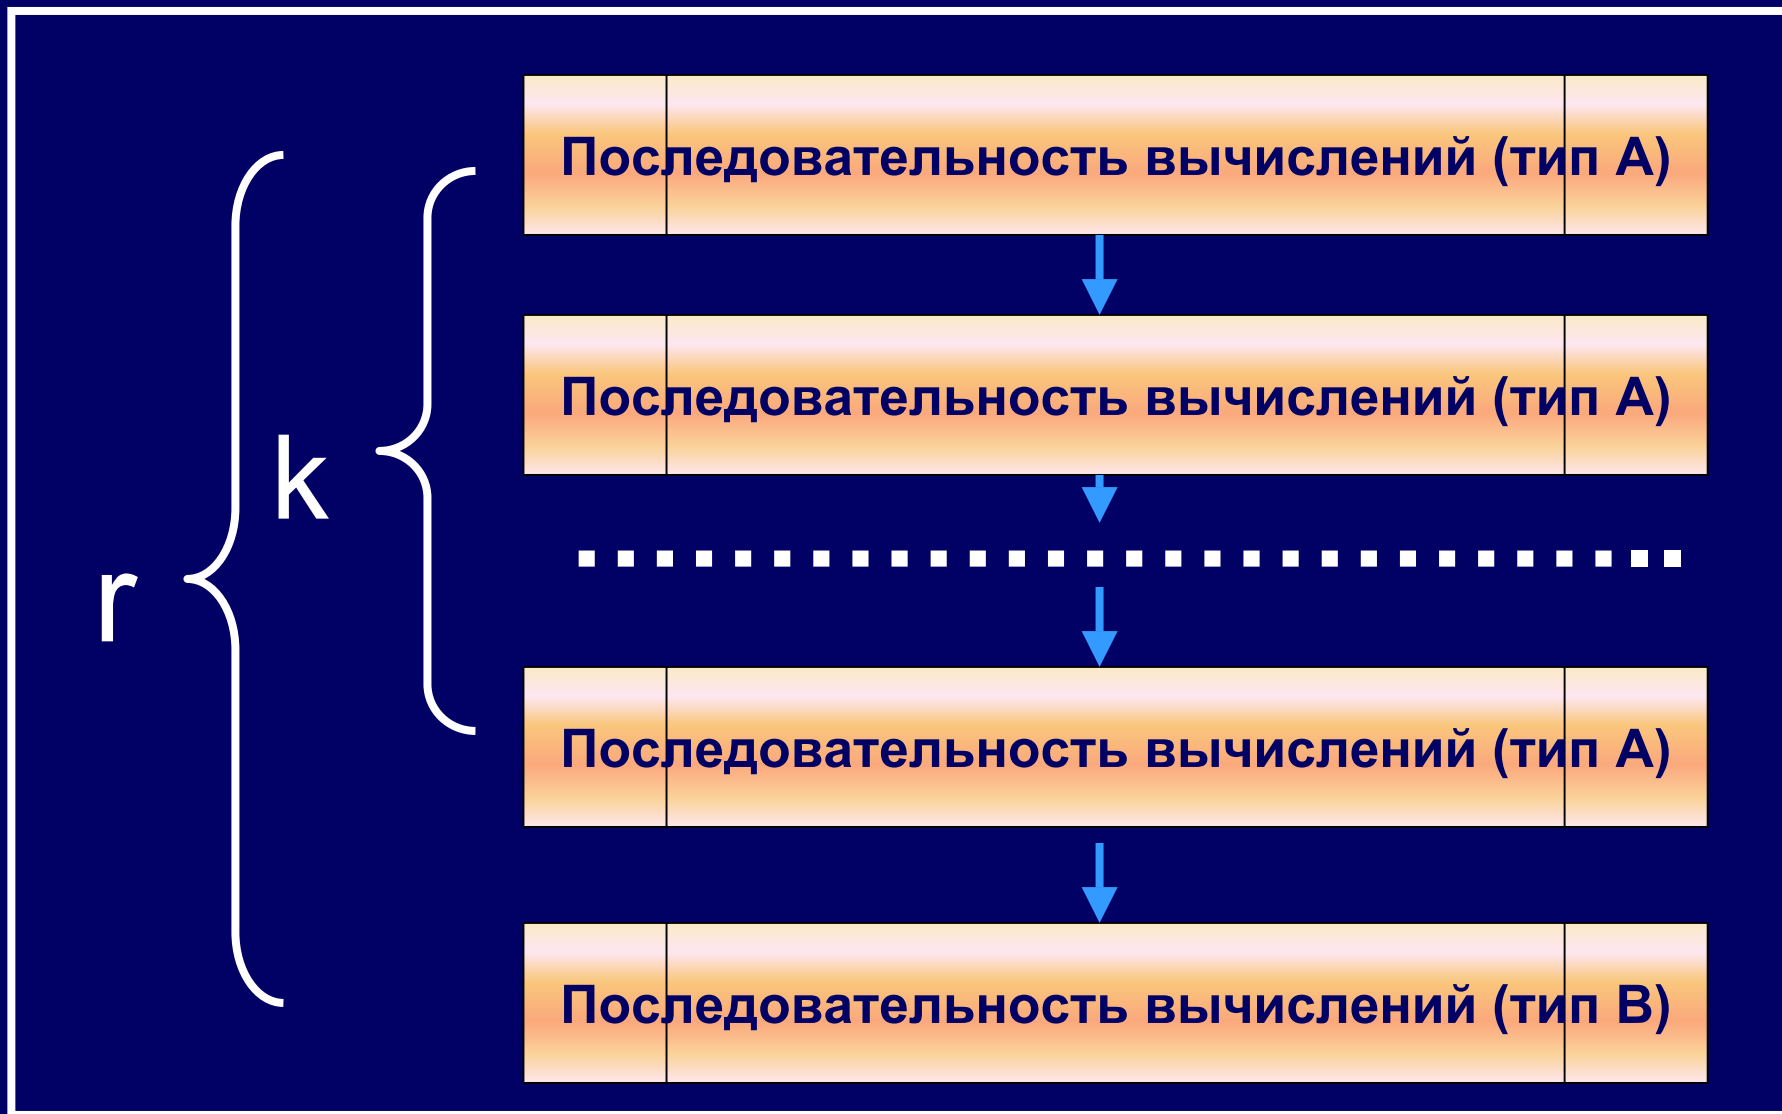 Последовательность вычислений (тип А)
Последовательность вычислений (тип А)
k
r
Последовательность вычислений (тип А)
Последовательность вычислений (тип В)